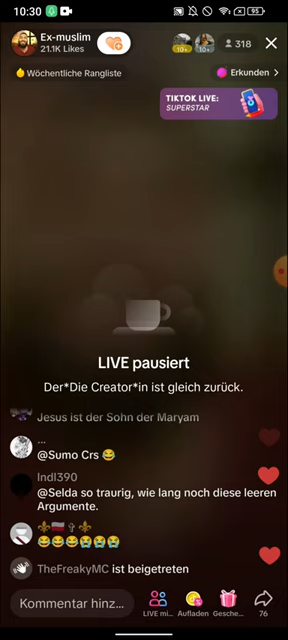 10:30
95
Ex-muslim
21.1K Likes
10+
10+
318
Wöchentliche Rangliste
Erkunden >
TIKTOK LIVE:
SUPERSTAR
LIVE pausiert
Der*Die Creator*in ist gleich zurück.
Jesus ist der Sohn der Maryam
...
@Sumo Crs 😂
Indl390
@Selda so traurig, wie lang noch diese leeren
Argumente.
⚜️🇵🇱✝️⚜️
😂😂😂😭😭😭
TheFreakyMC ist beigetreten
Kommentar hinz...
LIVE mi...
Aufladen
Gesche...
76